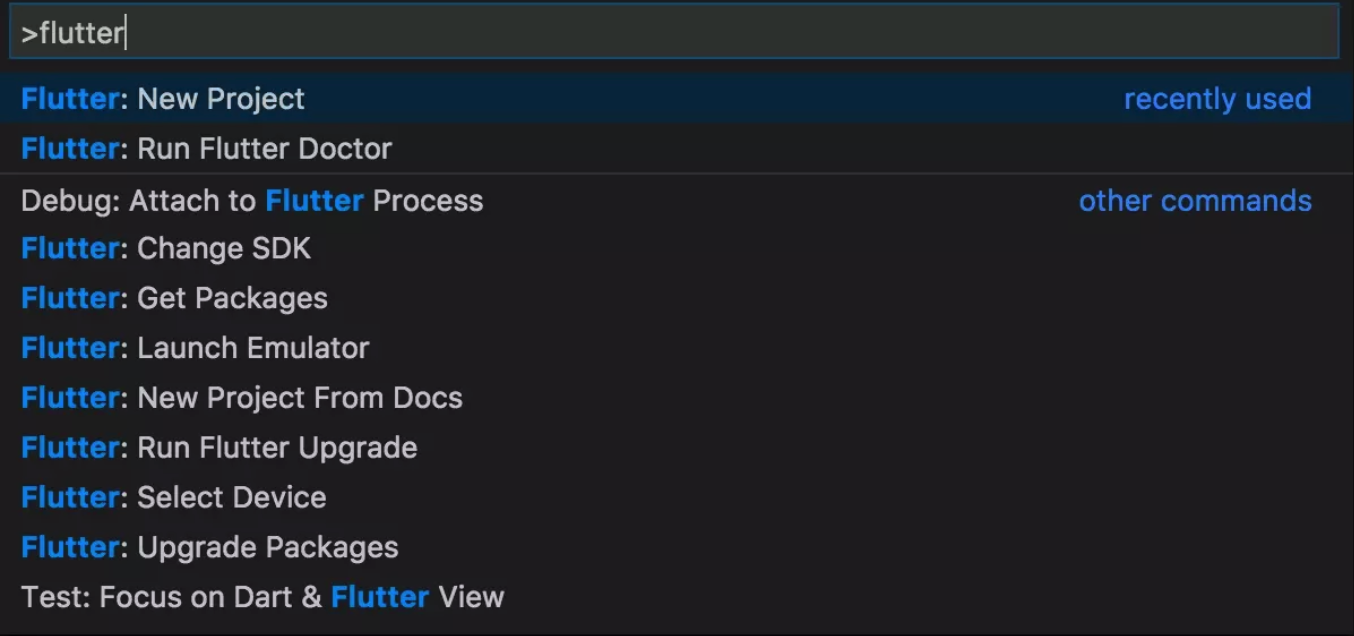 >flutter
Flutter: New Project recently used
Flutter: Run Flutter Doctor
Debug: Attach to Flutter Process other commands
Flutter: Change SDK
Flutter: Get Packages
Flutter: Launch Emulator
Flutter: New Project From Docs
Flutter: Run Flutter Upgrade
Flutter: Select Device
Flutter: Upgrade Packages
Test: Focus on Dart & Flutter View